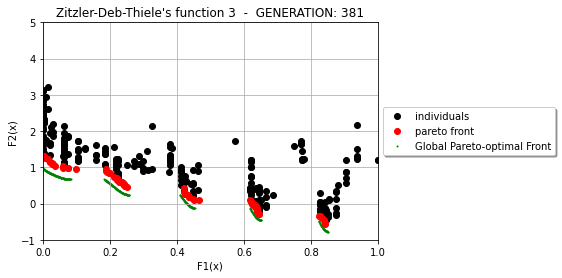 Zitzler-Deb-Thiele's function 3 - GENERATION: 381
5
4
3
2
1
0
−1
F2(x)
0.0 0.2 0.4 0.6 0.8 1.0
F1(x)
individuals
pareto front
Global Pareto-optimal Front